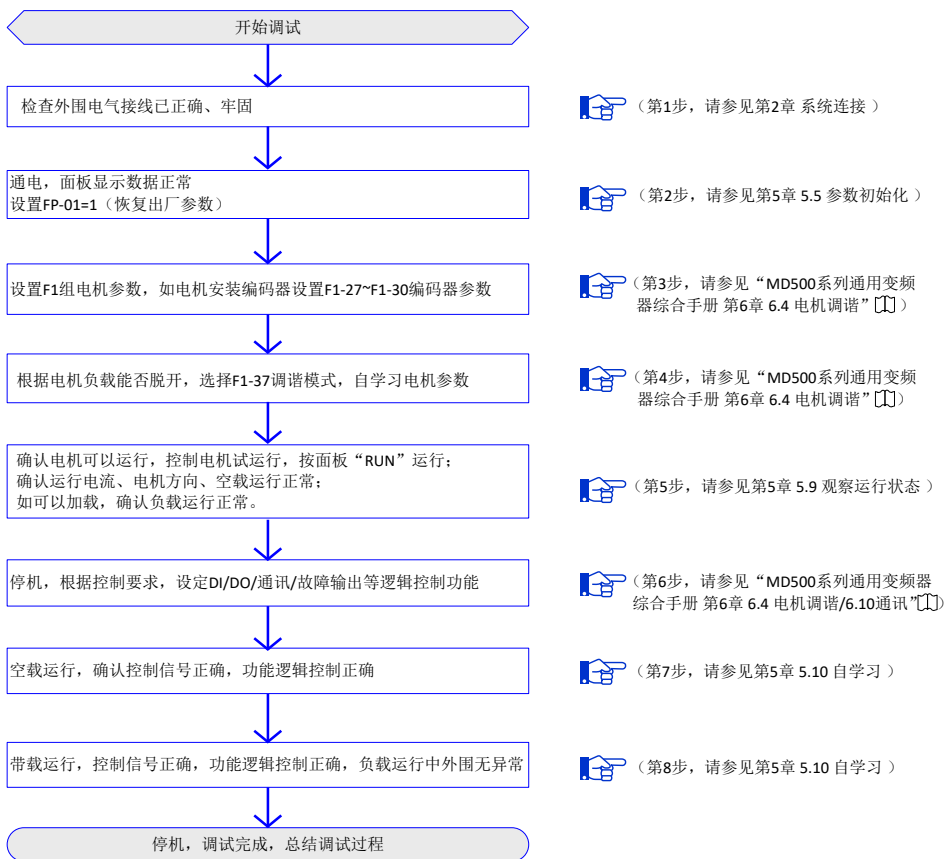 开始调试
检查外围电气接线已正确、牢固
（第1步，请参见第2章 系统连接 ）
通电，面板显示数据正常
设置FP-01=1（恢复出厂参数）
（第2步，请参见第5章 5.5 参数初始化 ）
设置F1组电机参数，如电机安装编码器设置F1-27~F1-30编码器参数
（第3步，请参见“MD500系列通用变频
器综合手册 第6章 6.4 电机调谐” ）
根据电机负载能否脱开，选择F1-37调谐模式，自学习电机参数
（第4步，请参见“MD500系列通用变频
器综合手册 第6章 6.4 电机调谐” ）
确认电机可以运行，控制电机试运行，按面板“RUN”运行；
确认运行电流、电机方向、空载运行正常；
如可以加载，确认负载运行正常。
（第5步，请参见第5章 5.9 观察运行状态 ）
停机，根据控制要求，设定DI/DO/通讯/故障输出等逻辑控制功能
（第6步，请参见“MD500系列通用变频器
综合手册 第6章 6.4 电机调谐/6.10通讯” ）
空载运行，确认控制信号正确，功能逻辑控制正确
（第7步，请参见第5章 5.10 自学习 ）
带载运行，控制信号正确，功能逻辑控制正确，负载运行中外围无异常
（第8步，请参见第5章 5.10 自学习 ）
停机，调试完成，总结调试过程